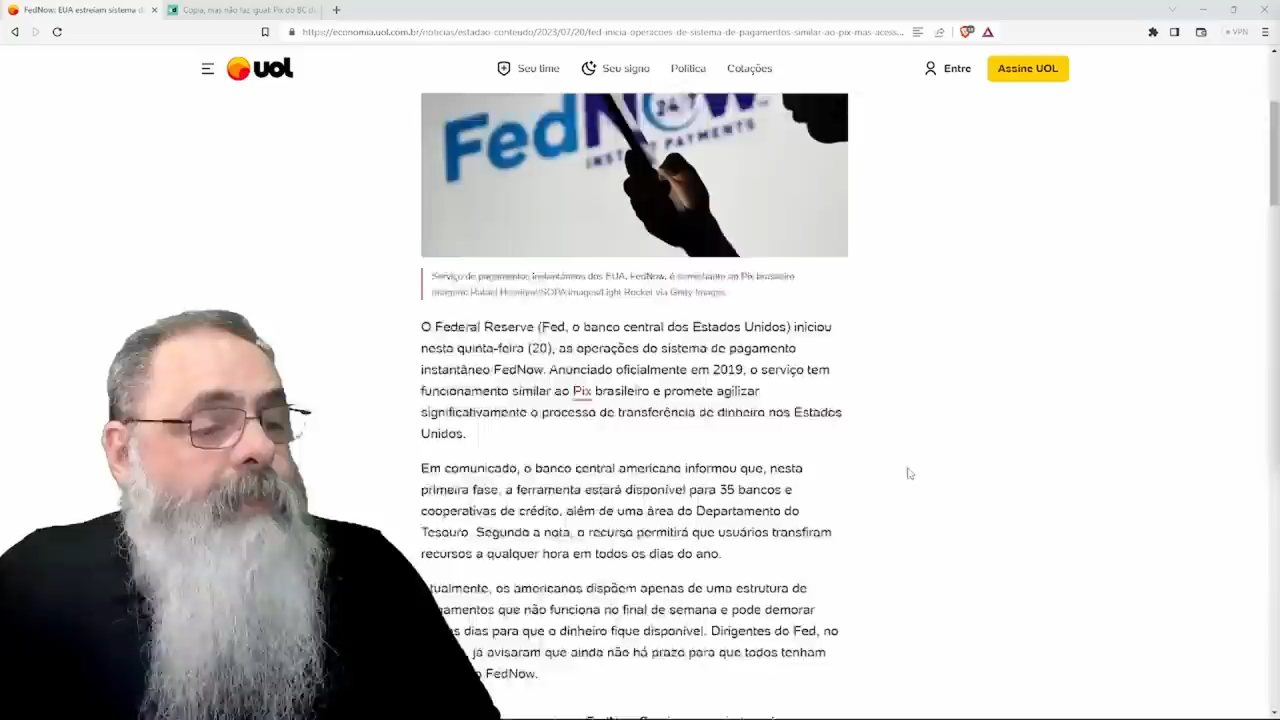 FedNow: EUA estreiam sistema d
Copia, mas não faz igual: Pix do BC d
https://economia.uol.com.br/noticias/estadao-conteudo/2023/07/20/fed-inicia-operacoes-de-sistema-de-pagamentos-similar-ao-pix-mas-acess...
VPN
UOL
Seu time
Seu signo
Política
Cotações
Entre
Assine UOL
FedNow
24.7
INSTANT PAYMENTS
Serviço de pagamentos instantâneos dos EUA, FedNow, é semelhante ao Pix brasileiro
Imagem: Rafael Henrique/SOPA Images/Light Rocket via Getty Images
O Federal Reserve (Fed, o banco central dos Estados Unidos) iniciou
nesta quinta-feira (20), as operações do sistema de pagamento
instantâneo FedNow. Anunciado oficialmente em 2019, o serviço tem
funcionamento similar ao Pix brasileiro e promete agilizar
significativamente o processo de transferência de dinheiro nos Estados
Unidos.
Em comunicado, o banco central americano informou que, nesta
primeira fase, a ferramenta estará disponível para 35 bancos e
cooperativas de crédito, além de uma área do Departamento do
Tesouro. Segundo a nota, o recurso permitirá que usuários transfiram
recursos a qualquer hora em todos os dias do ano.
tualmente, os americanos dispõem apenas de uma estrutura de
gamentos que não funciona no final de semana e pode demorar
s dias para que o dinheiro fique disponível. Dirigentes do Fed, no
já avisaram que ainda não há prazo para que todos tenham
o FedNow.